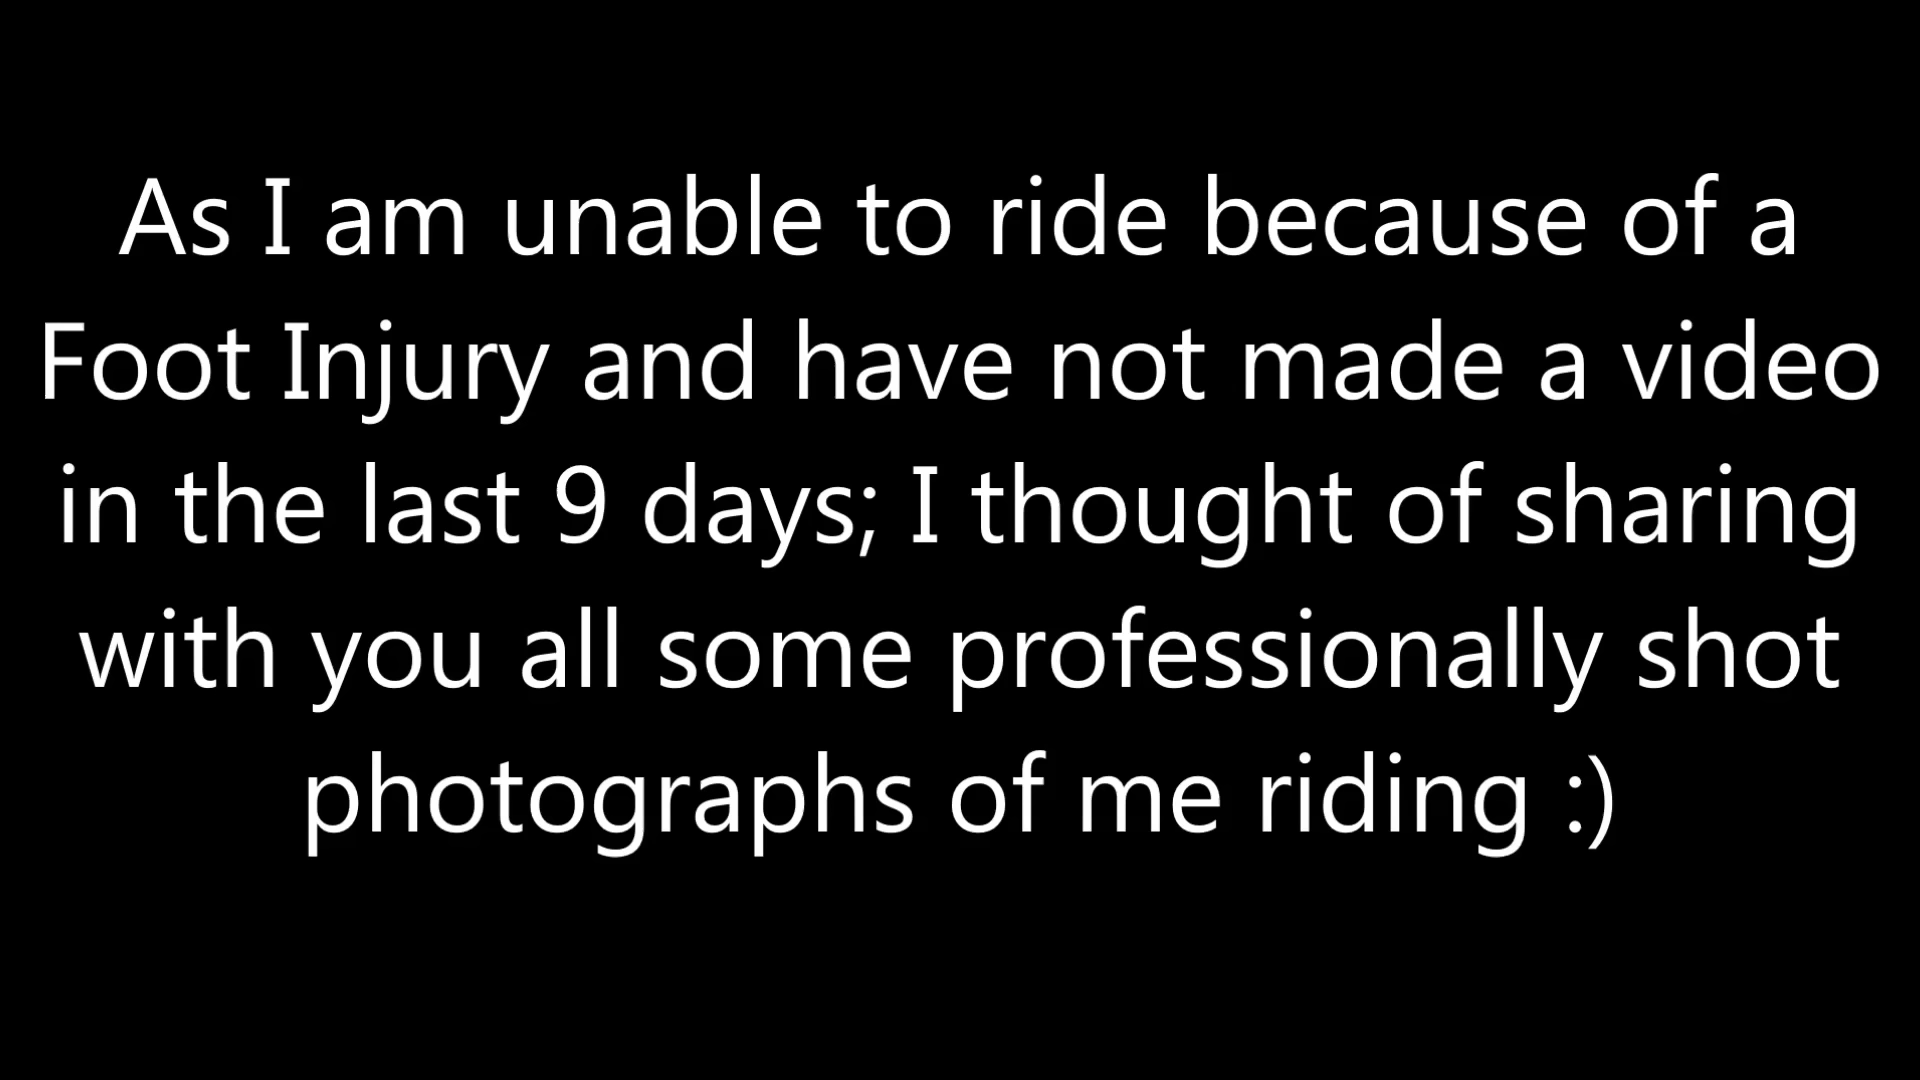 As I am unable to ride because of a
Foot Injury and have not made a video
in the last 9 days; I thought of sharing
with you all some professionally shot
photographs of me riding :)